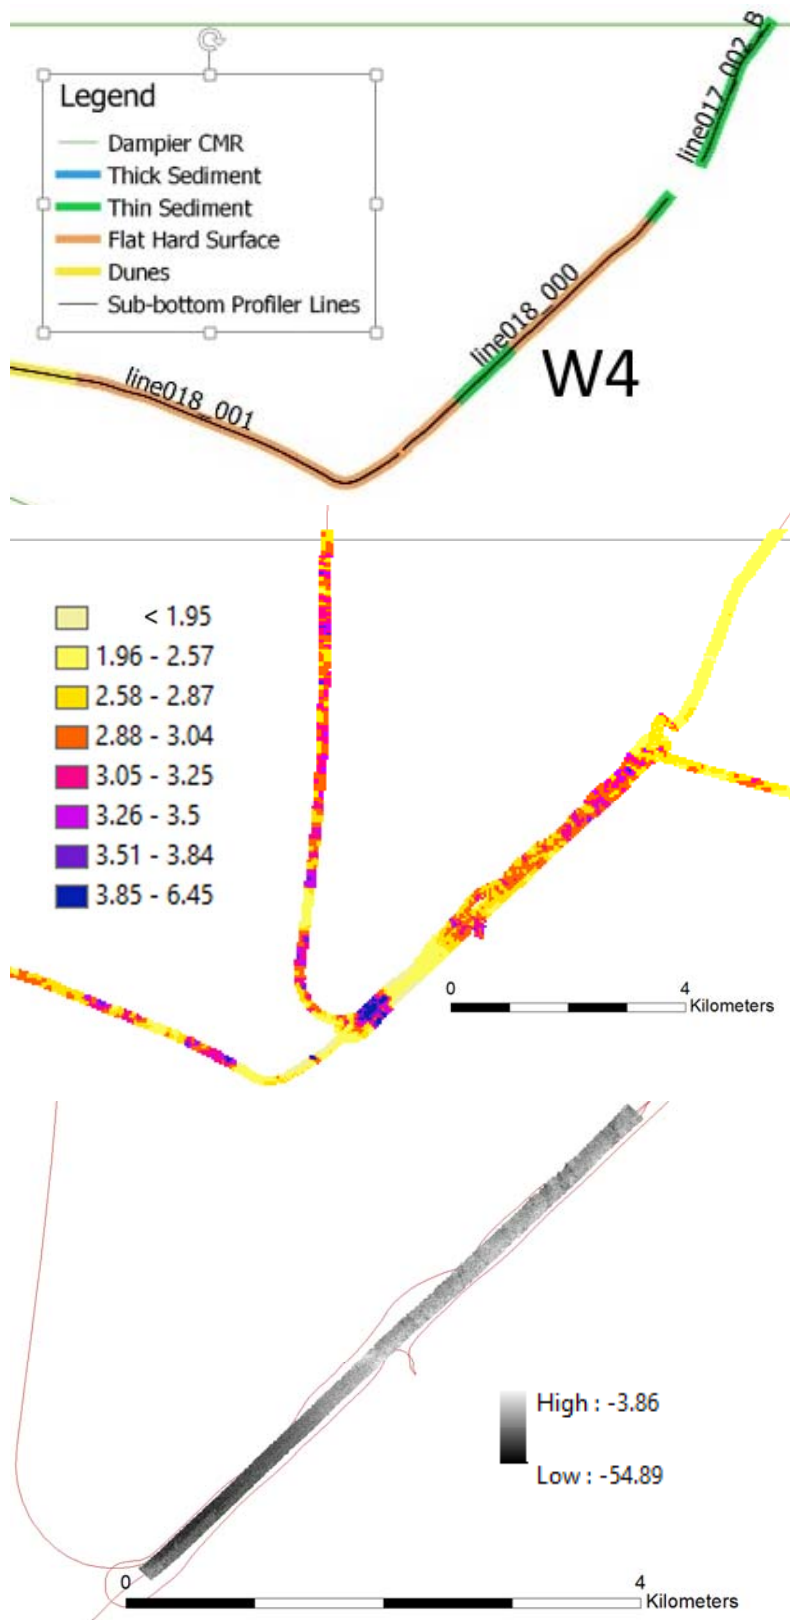 line017_002_B
Legend
Dampier CMR
Thick Sediment
Thin Sediment
Flat Hard Surface
Dunes
Sub-bottom Profiler Lines
line018_000
W4
line018_001
< 1.95
1.96 - 2.57
2.58 - 2.87
2.88 - 3.04
3.05 - 3.25
3.26 - 3.5
3.51 - 3.84
3.85 - 6.45
0 4
Kilometers
High : -3.86
Low : -54.89
0 4
Kilometers